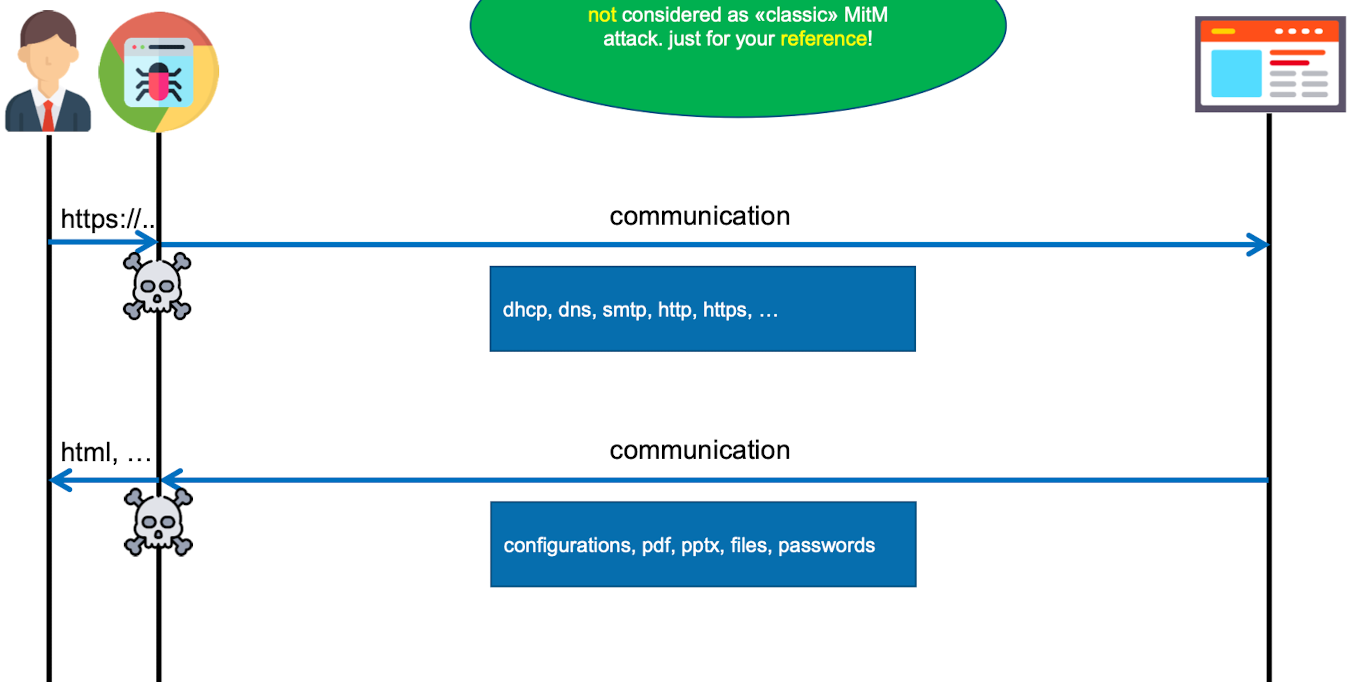 not considered as «classic» MitM
attack. just for your reference!
https://..
communication
dhcp, dns, smtp, http, https, …
html, …
communication
configurations, pdf, pptx, files, passwords